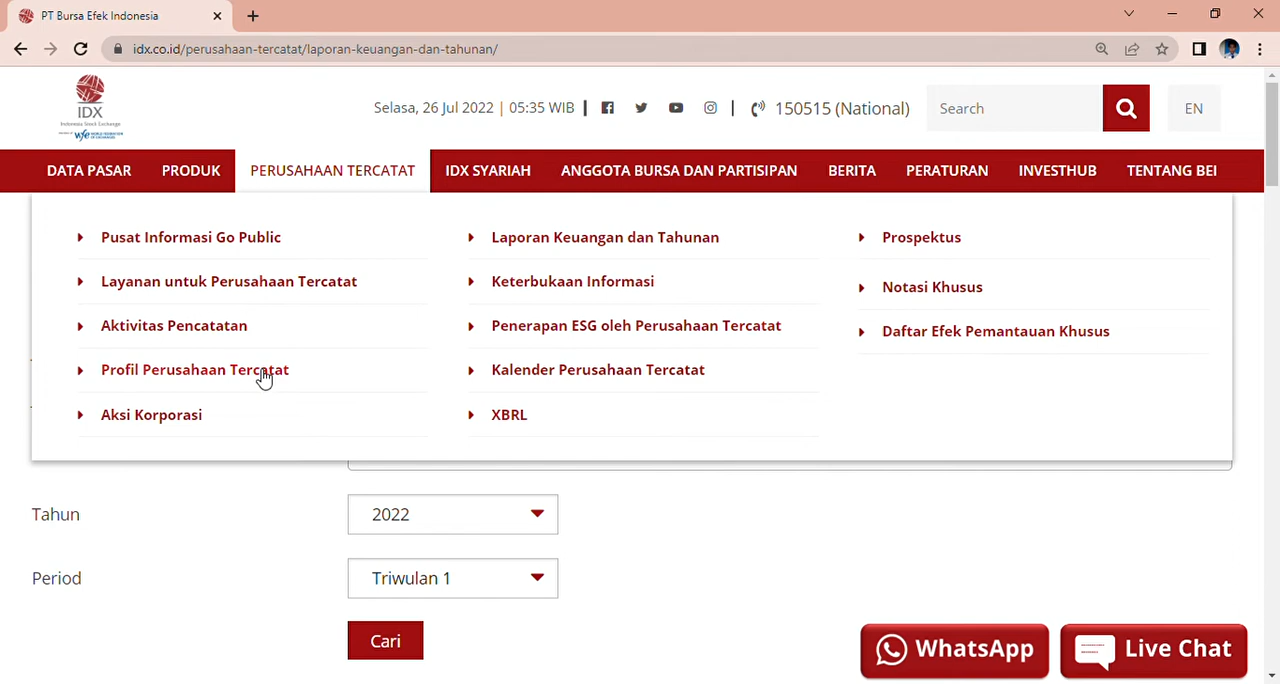 PT Bursa Efek Indonesia
idx.co.id/perusahaan-tercatat/laporan-keuangan-dan-tahunan/
IDX
Indonesia Stock Exchange
wfe
Selasa, 26 Jul 2022 | 05:35 WIB
150515 (National)
Search
EN
DATA PASAR
PRODUK
PERUSAHAAN TERCATAT
IDX SYARIAH
ANGGOTA BURSA DAN PARTISIPAN
BERITA
PERATURAN
INVESTHUB
TENTANG BEI
Pusat Informasi Go Public
Layanan untuk Perusahaan Tercatat
Aktivitas Pencatatan
Profil Perusahaan Tercatat
Aksi Korporasi
Laporan Keuangan dan Tahunan
Keterbukaan Informasi
Penerapan ESG oleh Perusahaan Tercatat
Kalender Perusahaan Tercatat
XBRL
Prospektus
Notasi Khusus
Daftar Efek Pemantauan Khusus
Tahun
2022
Period
Triwulan 1
Cari
WhatsApp
Live Chat